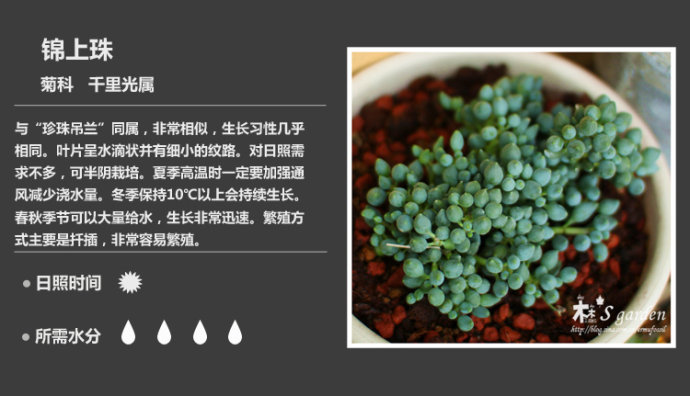 锦上珠
菊科 千里光属
与“珍珠吊兰”同属，非常相似，生长习性几乎
相同。叶片呈水滴状并有细小的纹路。对日照需
求不多，可半阴栽培。夏季高温时一定要加强通
风减少浇水量。冬季保持10℃以上会持续生长。
春秋季节可以大量给水，生长非常迅速。繁殖方
式主要是扦插，非常容易繁殖。
日照时间
所需水分
S garden